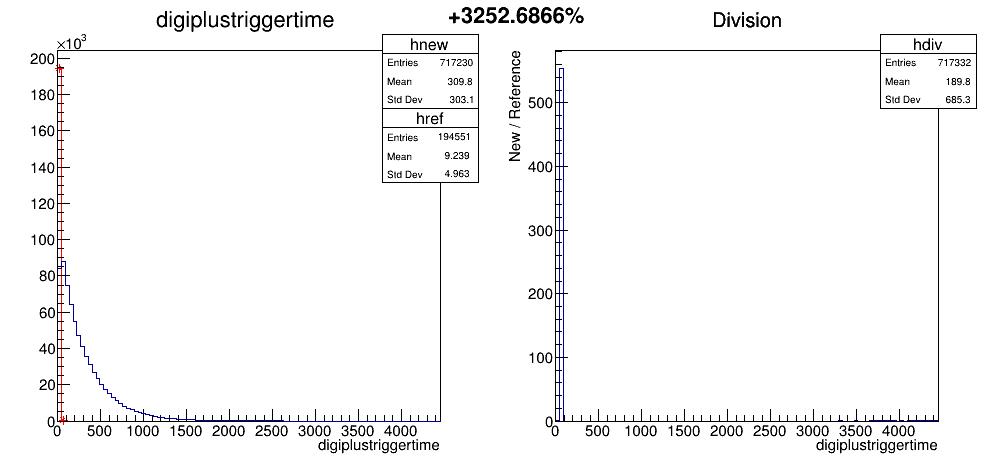 digiplustriggertime
+3252.6866%
Division
×10³
hnew
Entries 717230
Mean 309.8
Std Dev 303.1
href
Entries 194551
Mean 9.239
Std Dev 4.963
200
180
160
140
120
100
80
60
40
20
0
0 500 1000 1500 2000 2500 3000 3500 4000
digiplustriggertime
hdiv
Entries 717332
Mean 189.8
Std Dev 685.3
New / Reference
500
400
300
200
100
0
0 500 1000 1500 2000 2500 3000 3500 4000
digiplustriggertime